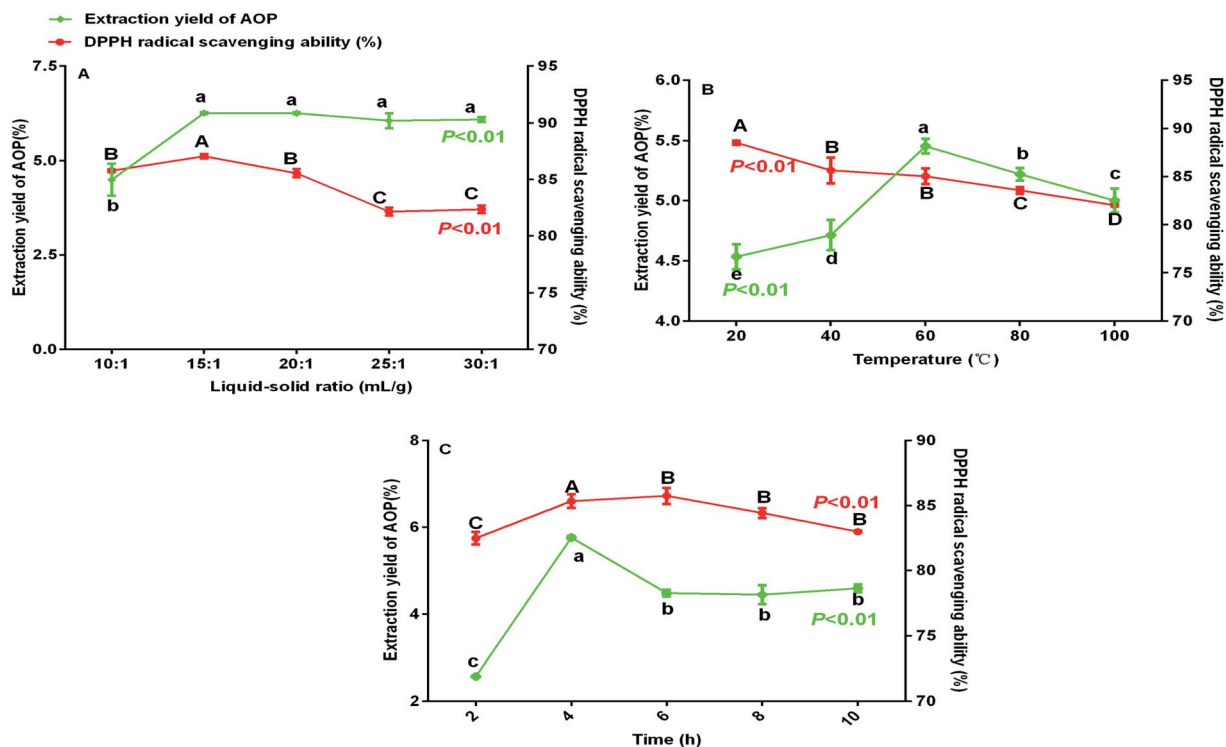 Extraction yield of AOP
DPPH radical scavenging ability (%)
A
7.5
5.0
2.5
0.0
Extraction yield of AOP(%)
95
90
85
80
75
70
DPPH radical scavenging ability (%)
a a a a
B A B C C
b
P<0.01
P<0.01
10:1 15:1 20:1 25:1 30:1
Liquid-solid ratio (mL/g)
B
6.0
5.5
5.0
4.5
4.0
Extraction yield of AOP(%)
95
90
85
80
75
70
DPPH radical scavenging ability (%)
A B a b c
P<0.01
e d B C D
P<0.01
20 40 60 80 100
Temperature (℃)
C
8
6
4
2
Extraction yield of AOP(%)
90
85
80
75
70
DPPH radical scavenging ability (%)
C A B B B
P<0.01
c a b b b
P<0.01
2 4 6 8 10
Time (h)